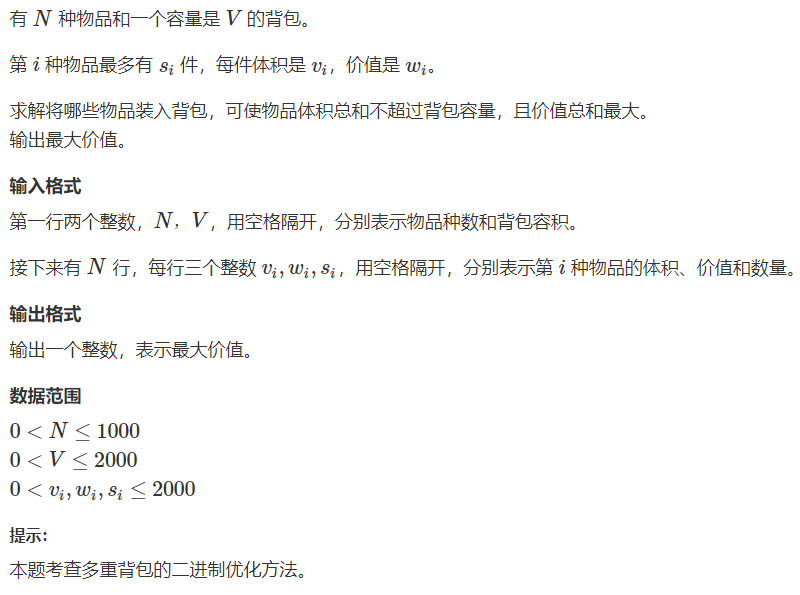 有 N 种物品和一个容量是 V 的背包。
第 i 种物品最多有 s_i 件，每件体积是 v_i，价值是 w_i。
求解将哪些物品装入背包，可使物品体积总和不超过背包容量，且价值总和最大。
输出最大价值。
输入格式
第一行两个整数，N，V，用空格隔开，分别表示物品种数和背包容积。
接下来有 N 行，每行三个整数 v_i, w_i, s_i，用空格隔开，分别表示第 i 种物品的体积、价值和数量。
输出格式
输出一个整数，表示最大价值。
数据范围
0 < N ≤ 1000
0 < V ≤ 2000
0 < v_i, w_i, s_i ≤ 2000
提示：
本题考查多重背包的二进制优化方法。